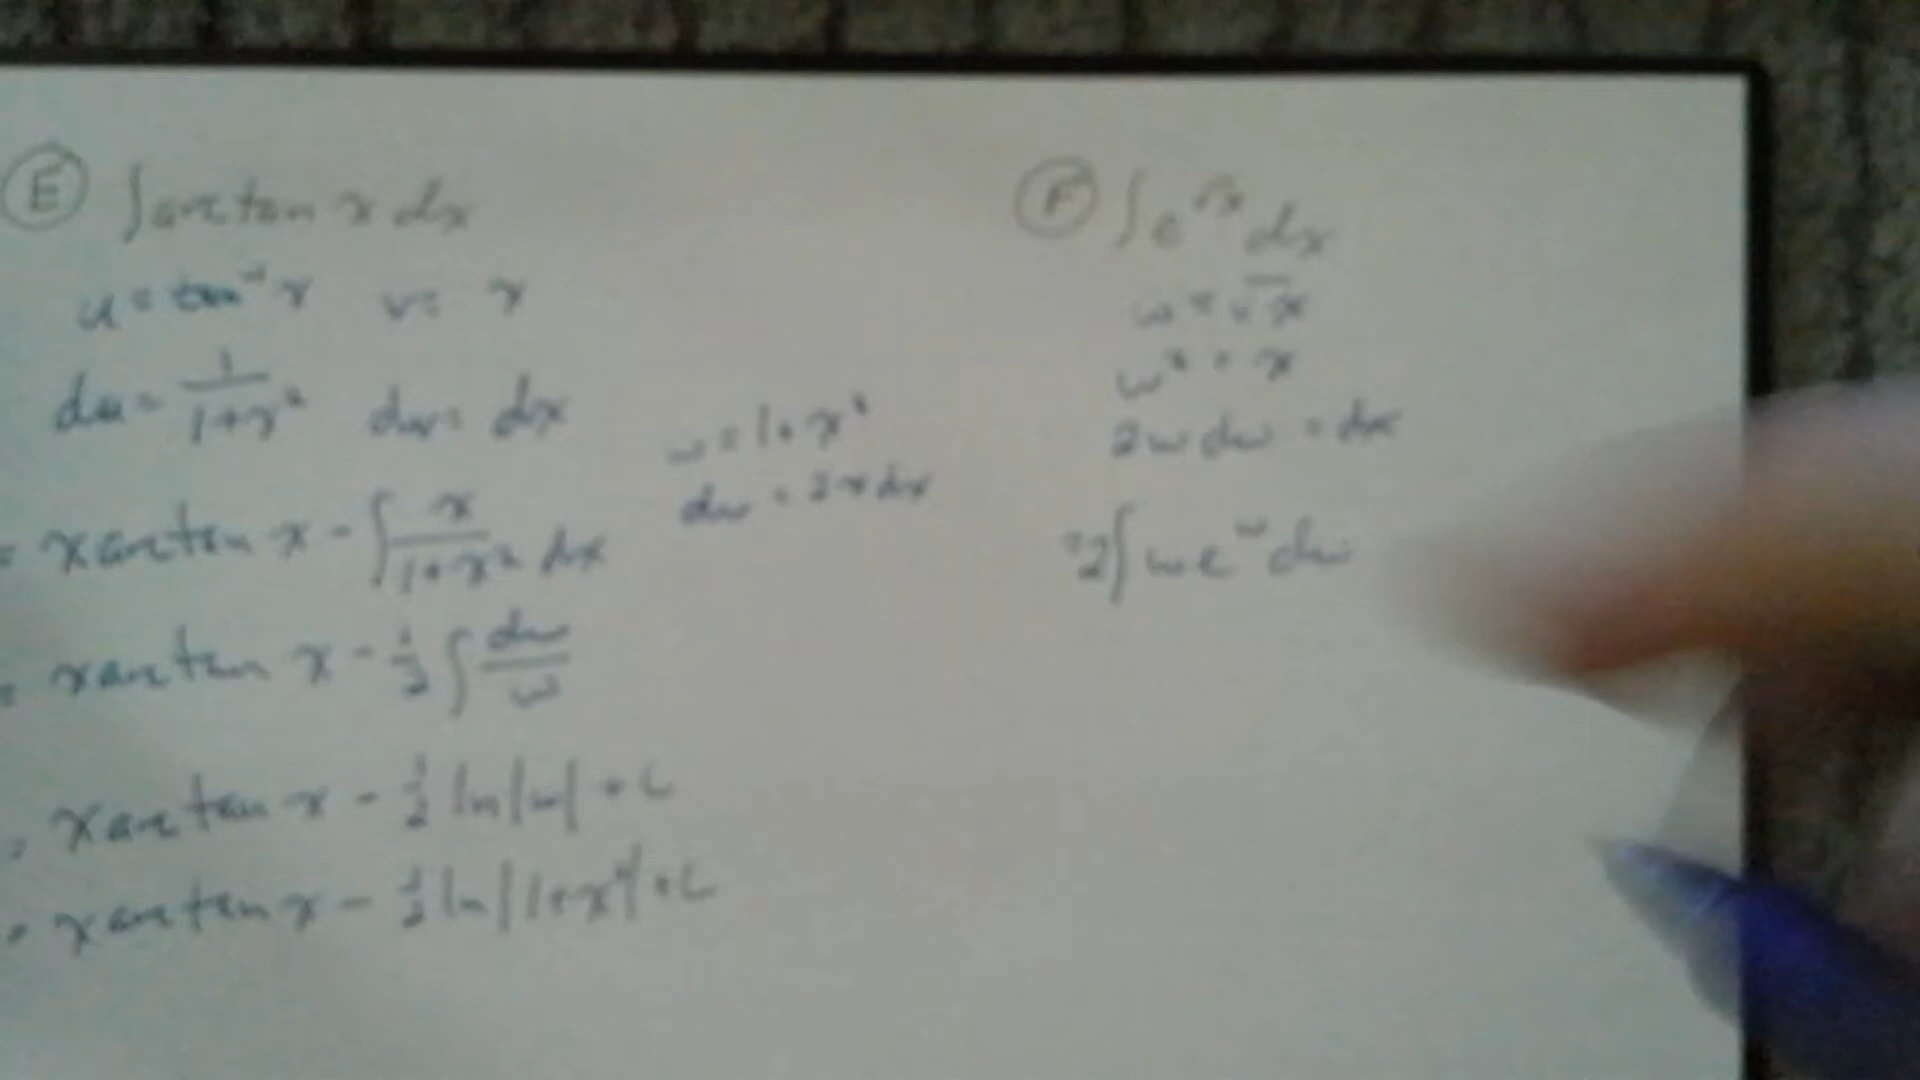 E ∫ arctan x dx
u = tan⁻¹ x v = x
du = 1/(1+x²) dv = dx
w = 1+x²
dw = 2x dx
= x arctan x - ∫ x/(1+x²) dx
= x arctan x - 1/2 ∫ dw/w
= x arctan x - 1/2 ln|w| + C
= x arctan x - 1/2 ln|1+x²| + C
F ∫ e^√x dx
w = √x
w² = x
2w dw = dx
= 2∫ w e^w dw